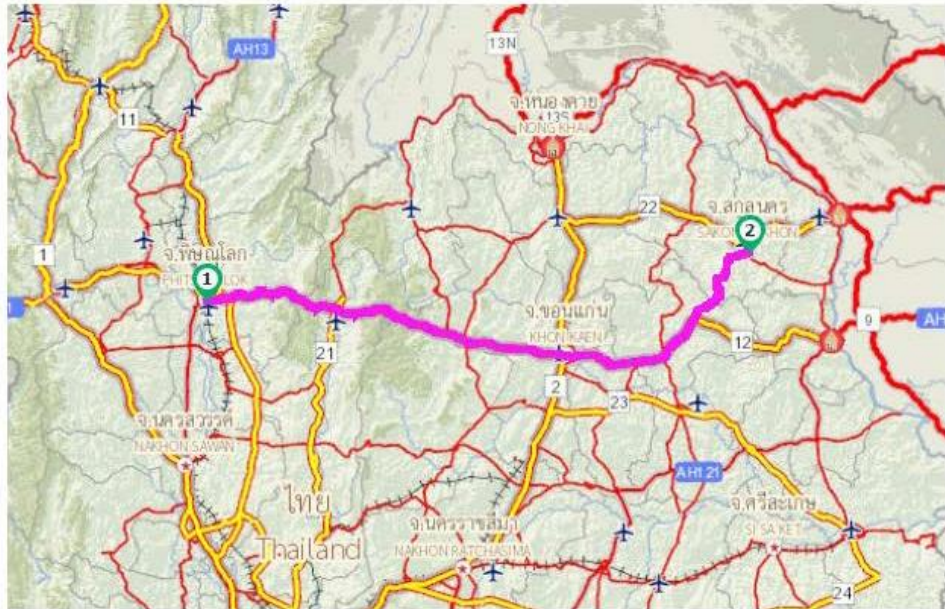 AH13
13N
11
จ.หนองคาย
13S
NONG KHAI
22
จ.สกลนคร
2
1
จ.พิษณุโลก
1
9
AH
จ.ขอนแก่น
KHON KAEN
12
21
2
23
จ.นครสวรรค์
NAKHON SAWAN
AH121
ไทย
Thailand
จ.นครราชสีมา
NAKHON RATCHASIMA
จ.ศรีสะเกษ
SI SA KET
24